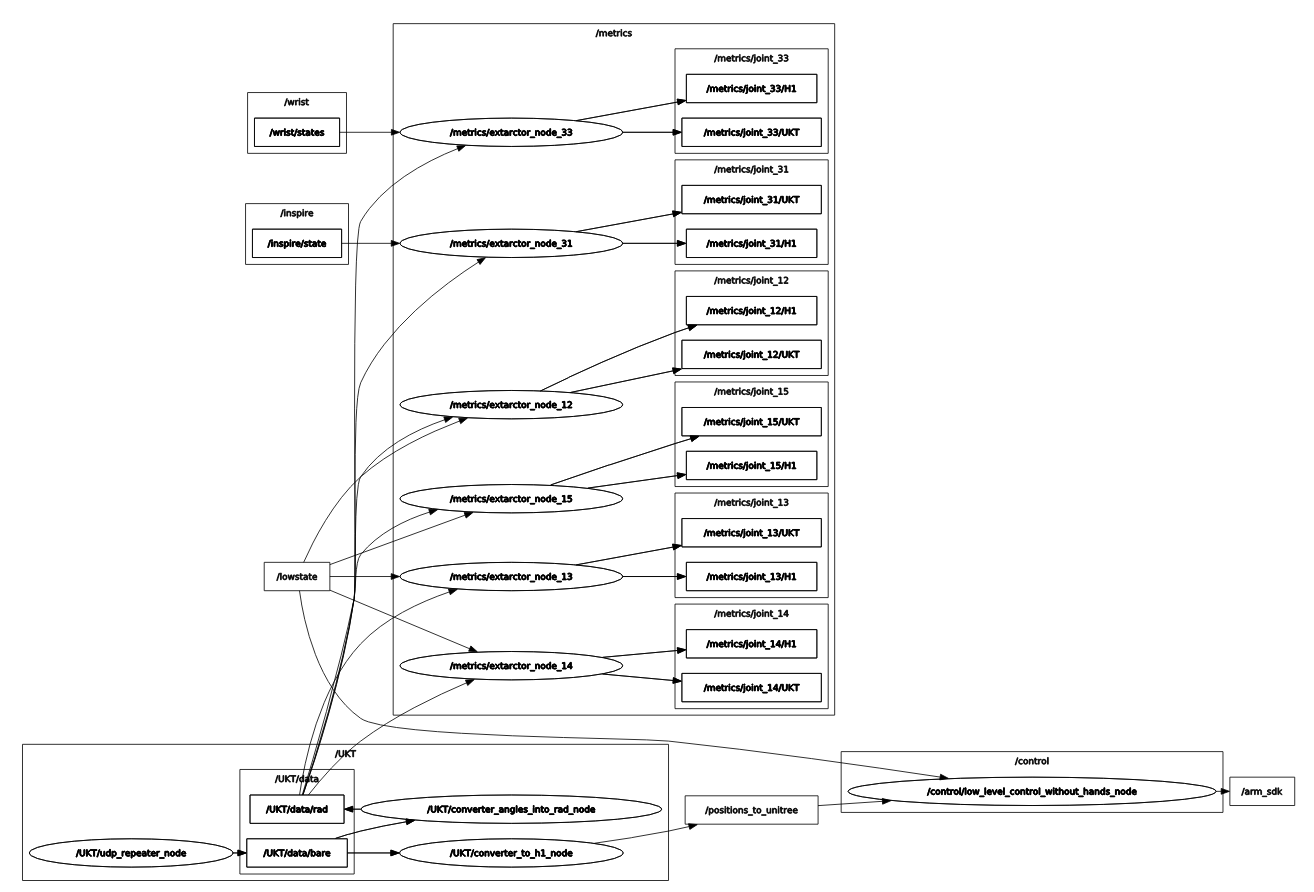 /metrics
/metrics/joint_33
/metrics/joint_33/H1
/wrist
/wrist/states
/metrics/extarctor_node_33
/metrics/joint_33/UKT
/metrics/joint_31
/metrics/joint_31/UKT
/inspire
/inspire/state
/metrics/extarctor_node_31
/metrics/joint_31/H1
/metrics/joint_12
/metrics/joint_12/H1
/metrics/joint_12/UKT
/metrics/extarctor_node_12
/metrics/joint_15
/metrics/joint_15/UKT
/metrics/joint_15/H1
/metrics/extarctor_node_15
/metrics/joint_13
/metrics/joint_13/UKT
/lowstate
/metrics/extarctor_node_13
/metrics/joint_13/H1
/metrics/joint_14
/metrics/joint_14/H1
/metrics/extarctor_node_14
/metrics/joint_14/UKT
/UKT
/UKT/data
/UKT/data/rad
/UKT/converter_angles_into_rad_node
/UKT/udp_repeater_node
/UKT/data/bare
/UKT/converter_to_h1_node
/positions_to_unitree
/control
/control/low_level_control_without_hands_node
/arm_sdk